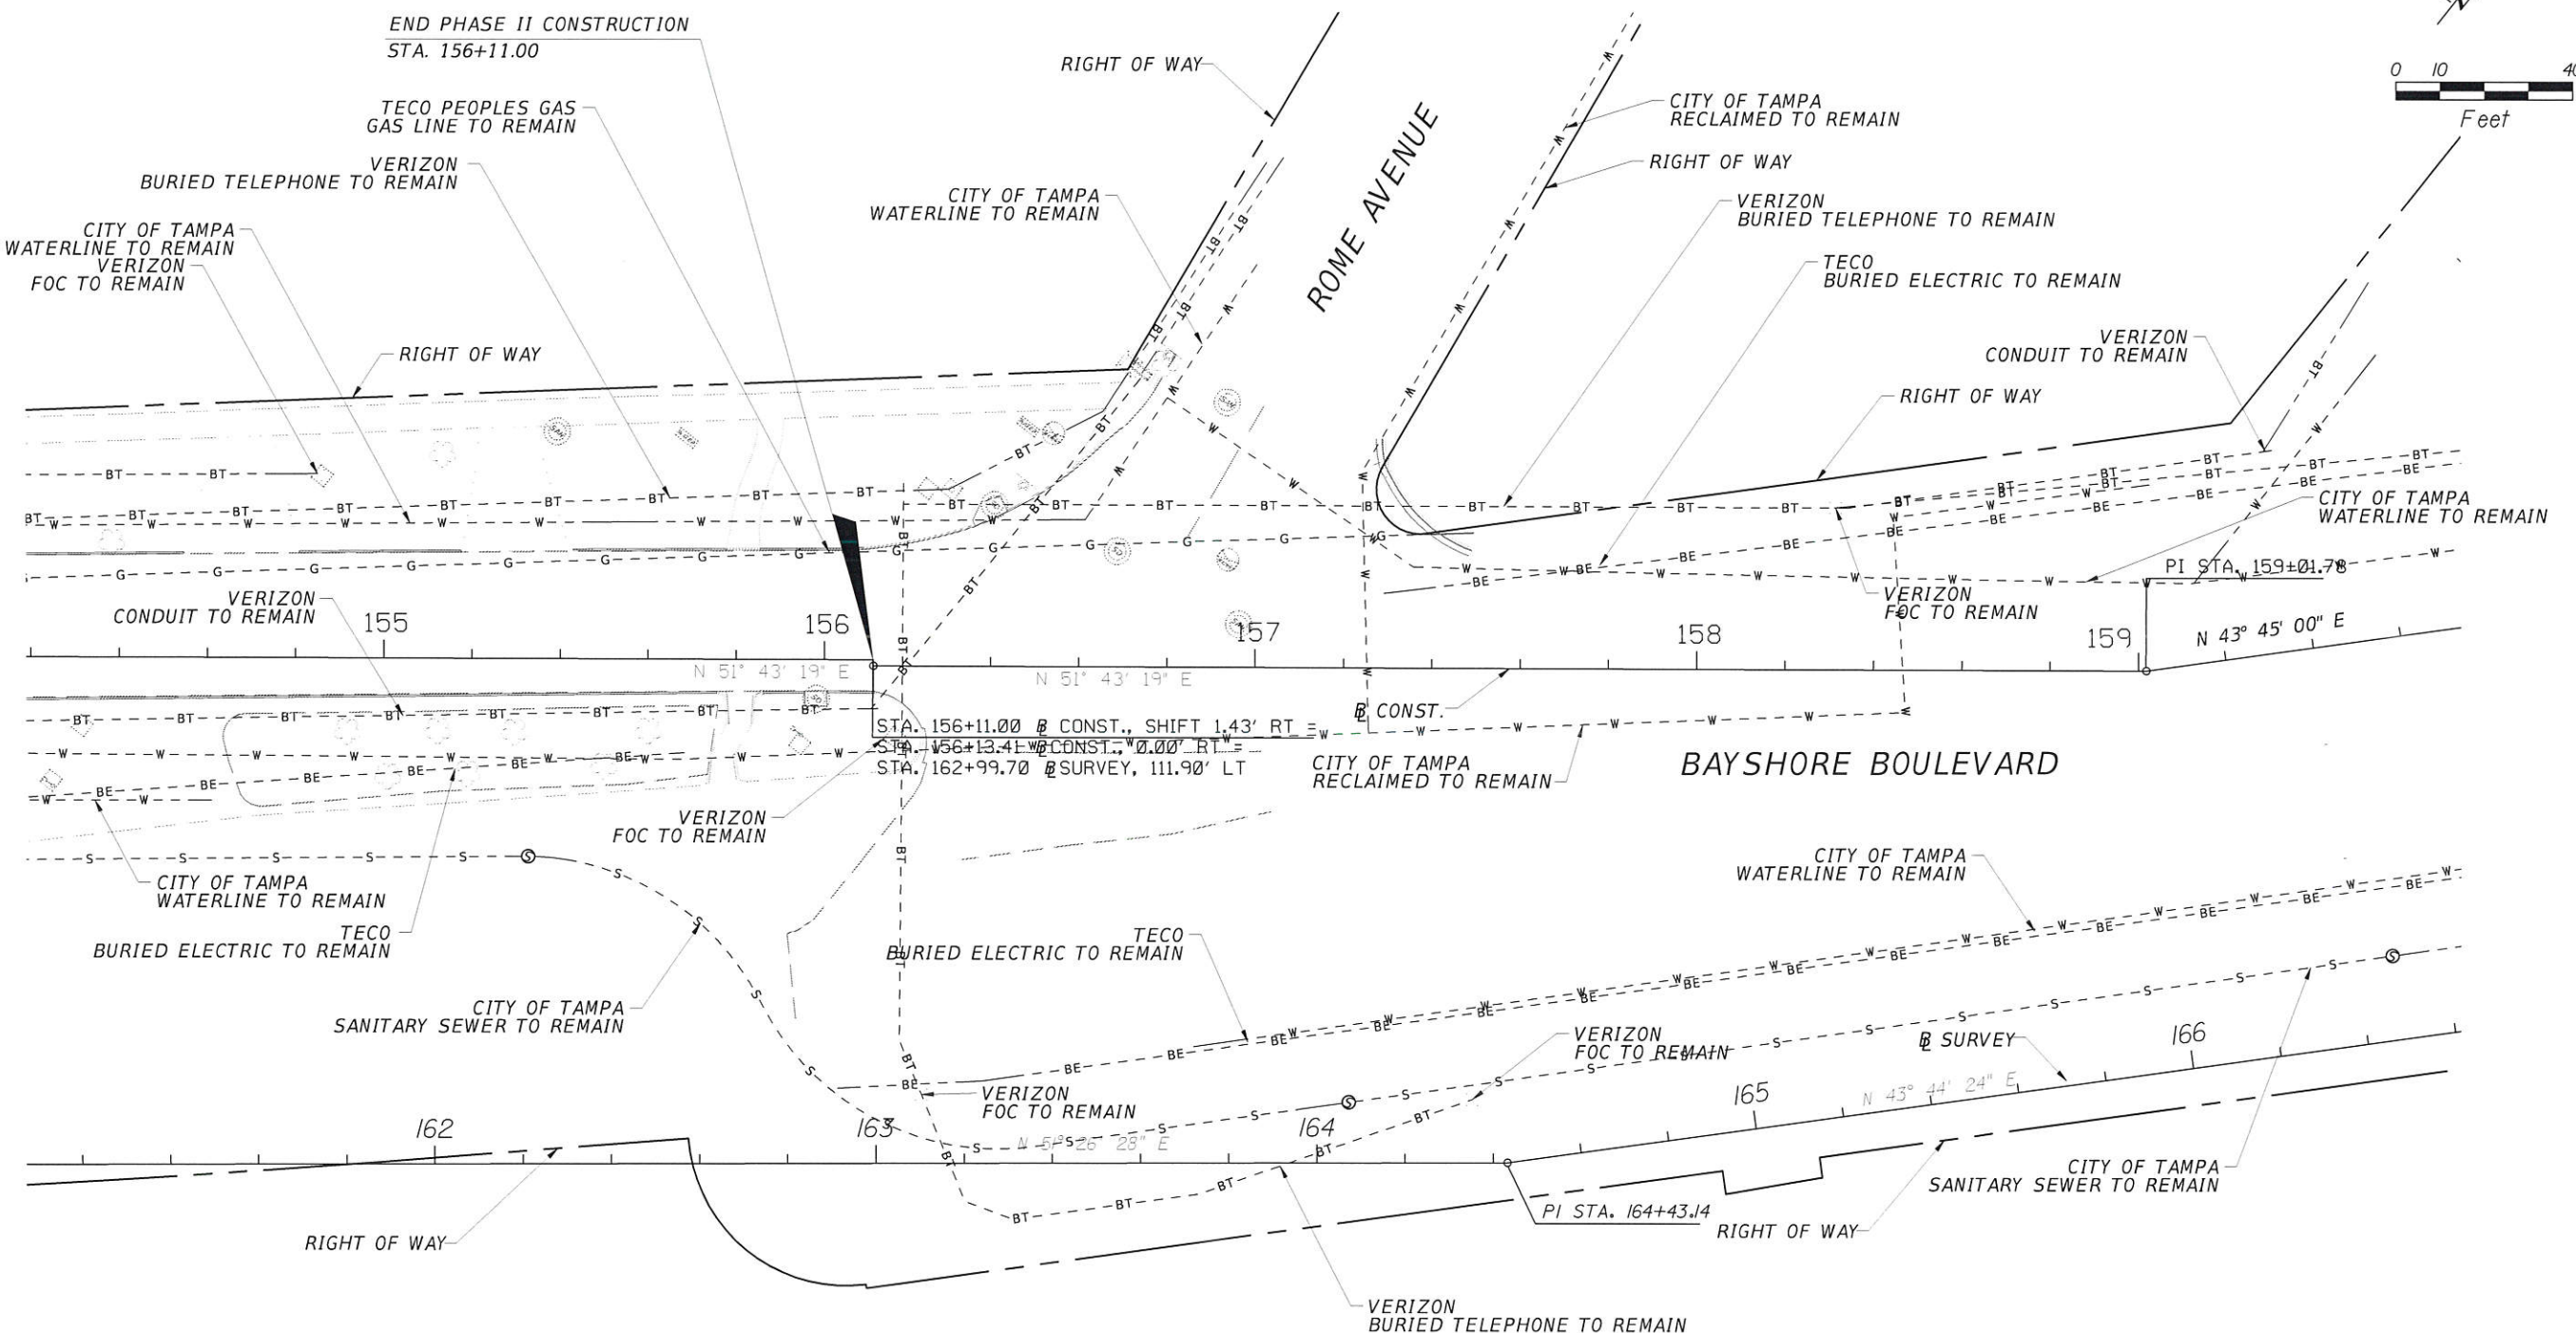 END PHASE II CONSTRUCTION
STA. 156+11.00
RIGHT OF WAY
0 10
Feet
TECO PEOPLES GAS
GAS LINE TO REMAIN
CITY OF TAMPA
RECLAIMED TO REMAIN
VERIZON
BURIED TELEPHONE TO REMAIN
RIGHT OF WAY
ROME AVENUE
CITY OF TAMPA
WATERLINE TO REMAIN
VERIZON
BURIED TELEPHONE TO REMAIN
CITY OF TAMPA
WATERLINE TO REMAIN
VERIZON
FOC TO REMAIN
TECO
BURIED ELECTRIC TO REMAIN
RIGHT OF WAY
VERIZON
CONDUIT TO REMAIN
RIGHT OF WAY
CITY OF TAMPA
WATERLINE TO REMAIN
PI STA. 159+01.78
VERIZON
CONDUIT TO REMAIN
VERIZON
FOC TO REMAIN
155
156
157
158
159
N 43° 45' 00" E
N 51° 43' 19" E
N 51° 43' 19" E
STA. 156+11.00 BL CONST., SHIFT 1.43' RT =
STA. 156+13.41 BL CONST., 0.00' RT =
STA. 162+99.70 BL SURVEY, 111.90' LT
BL CONST.
CITY OF TAMPA
RECLAIMED TO REMAIN
BAYSHORE BOULEVARD
VERIZON
FOC TO REMAIN
CITY OF TAMPA
WATERLINE TO REMAIN
CITY OF TAMPA
WATERLINE TO REMAIN
TECO
BURIED ELECTRIC TO REMAIN
TECO
BURIED ELECTRIC TO REMAIN
CITY OF TAMPA
SANITARY SEWER TO REMAIN
VERIZON
FOC TO REMAIN
BL SURVEY
166
VERIZON
FOC TO REMAIN
N 43° 44' 24" E
165
162
163
164
N 51° 26' 28" E
CITY OF TAMPA
SANITARY SEWER TO REMAIN
PI STA. 164+43.14
RIGHT OF WAY
RIGHT OF WAY
VERIZON
BURIED TELEPHONE TO REMAIN